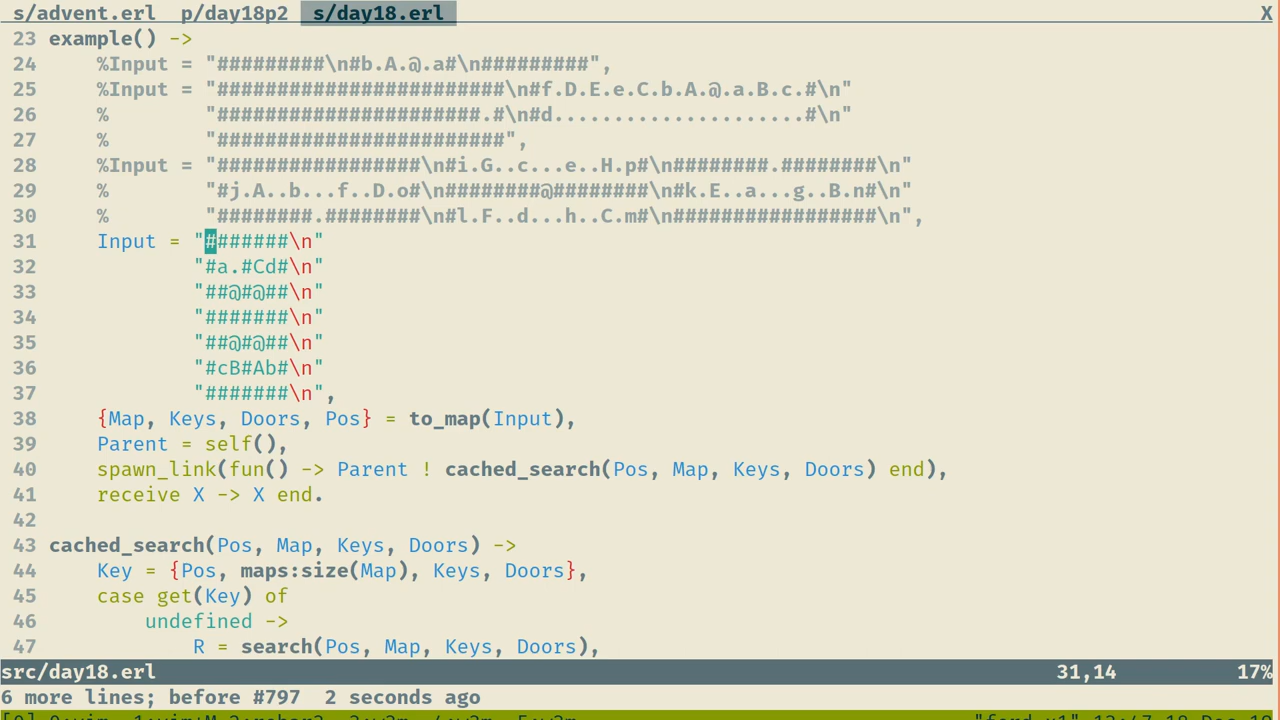 s/advent.erl  p/day18p2  s/day18.erl  X
23 example() ->
24     %Input = "#########\n#b.A.@.a#\n#########",
25     %Input = "########################\n#f.D.E.e.C.b.A.@.a.B.c.#\n"
26     %        "######################.#\n#d.....................#\n"
27     %        "########################",
28     %Input = "#################\n#i.G..c...e..H.p#\n########.########\n"
29     %        "#j.A..b...f..D.o#\n########@########\n#k.E..a...g..B.n#\n"
30     %        "########.########\n#l.F..d...h..C.m#\n#################\n",
31     Input = "#######\n"
32             "#a.#Cd#\n"
33             "##@#@##\n"
34             "#######\n"
35             "##@#@##\n"
36             "#cB#Ab#\n"
37             "#######\n",
38     {Map, Keys, Doors, Pos} = to_map(Input),
39     Parent = self(),
40     spawn_link(fun() -> Parent ! cached_search(Pos, Map, Keys, Doors) end),
41     receive X -> X end.
42
43 cached_search(Pos, Map, Keys, Doors) ->
44     Key = {Pos, maps:size(Map), Keys, Doors},
45     case get(Key) of
46         undefined ->
47             R = search(Pos, Map, Keys, Doors),
src/day18.erl  31,14  17%
6 more lines; before #797  2 seconds ago